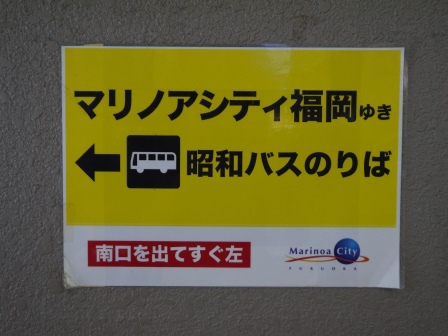 マリノアシティ福岡ゆき
昭和バスのりば
南口を出てすぐ左
Marinoa City
FUKUOKA